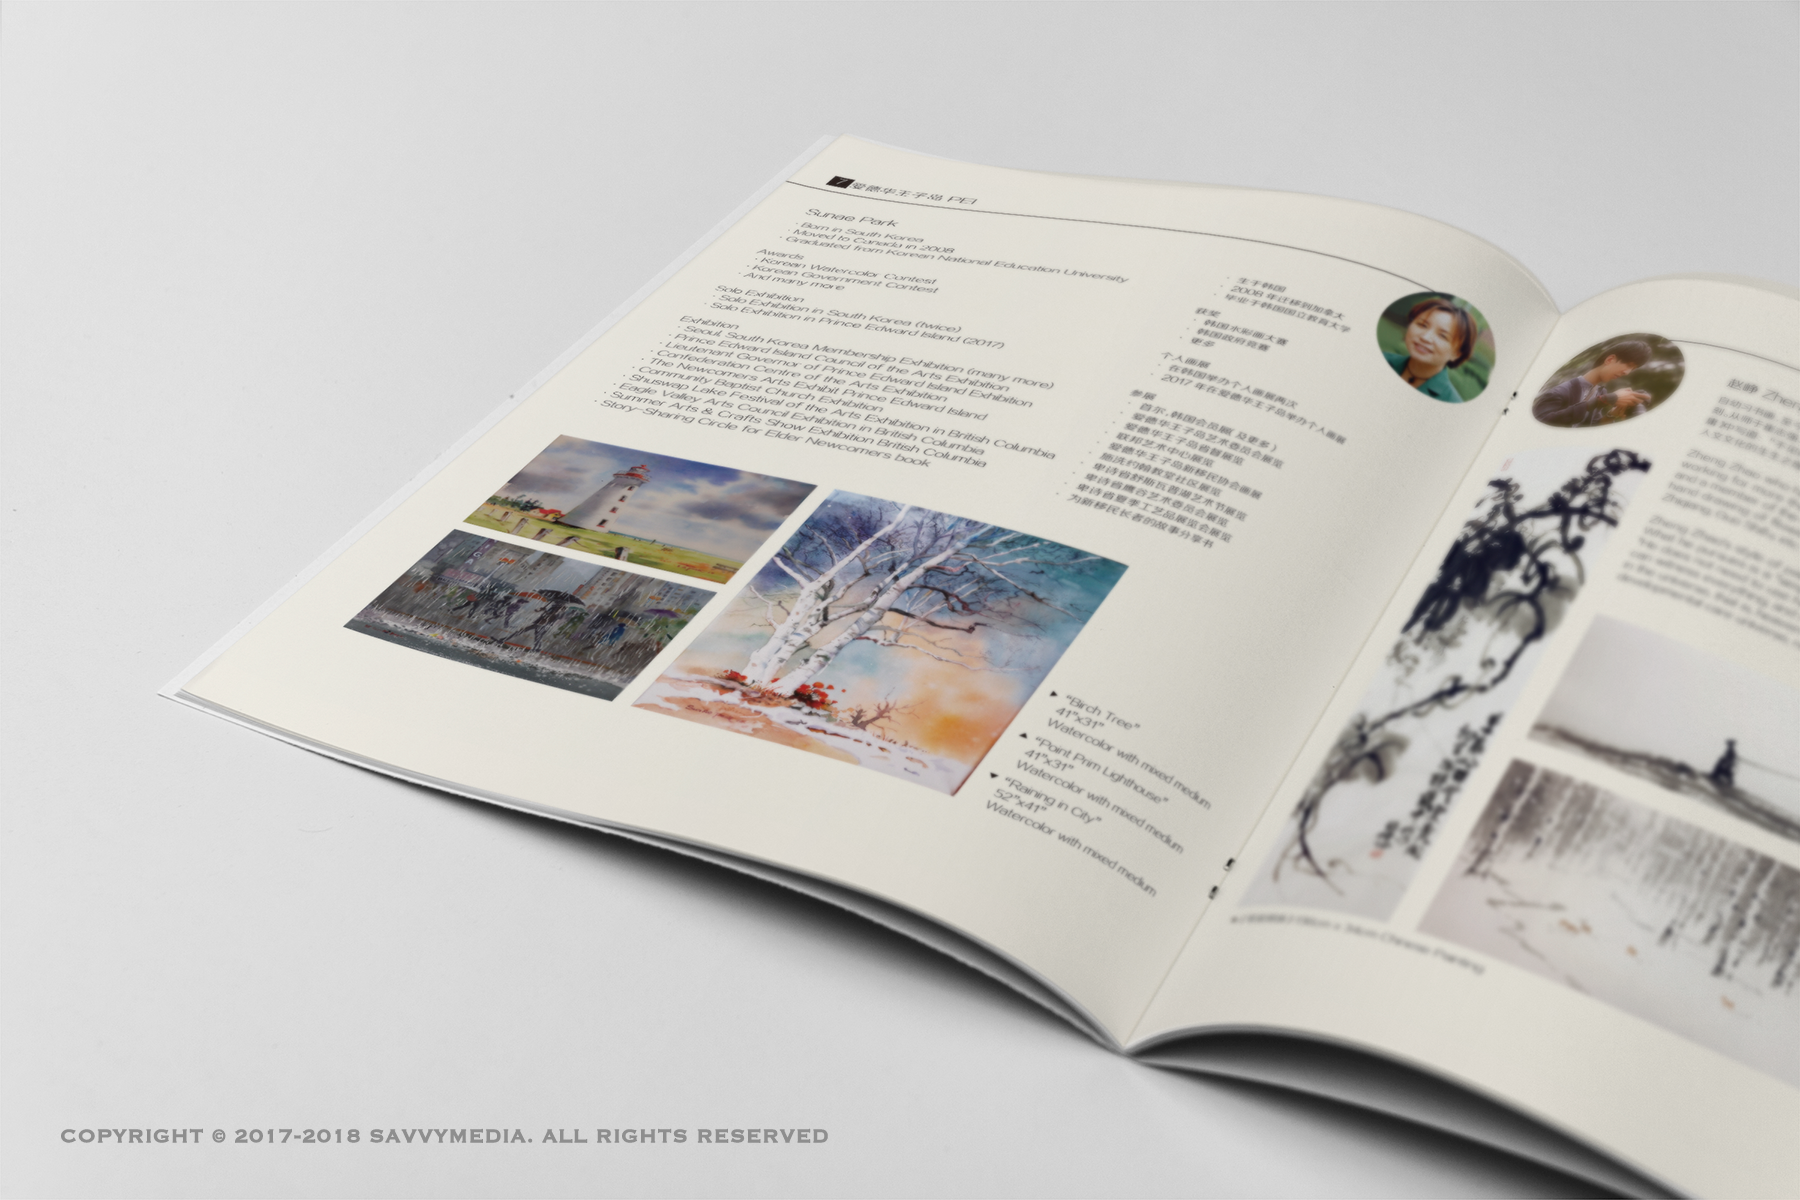 7 爱德华王子岛 PEI
Sunae Park
· Born in South Korea
· Moved to Canada in 2008
· Graduated from Korean National Education University
Awards
· Korean Watercolor Contest
· Korean Government Contest
· And many more
Solo Exhibition
· Solo Exhibition in South Korea (twice)
· Solo Exhibition in Prince Edward Island (2017)
Exhibition
· Seoul, South Korea Membership Exhibition (many more)
· Prince Edward Island Council of the Arts Exhibition
· Lieutenant Governor of Prince Edward Island Exhibition
· Confederation Centre of the Arts Exhibition
· The Newcomers Arts Exhibit Prince Edward Island
· Community Baptist Church Exhibition
· Shuswap Lake Festival of the Arts Exhibition in British Columbia
· Eagle Valley Arts Council Exhibition in British Columbia
· Summer Arts & Crafts Show Exhibition British Columbia
· Story-Sharing Circle for Elder Newcomers book
· 生于韩国
· 2008 年迁移到加拿大
· 毕业于韩国国立教育大学
获奖
· 韩国水彩画大赛
· 韩国政府竞赛
· 更多
个人画展
· 在韩国举办个人画展两次
· 2017 年在爱德华王子岛举办个人画展
参展
· 首尔，韩国会员展（及更多）
· 爱德华王子岛艺术委员会展览
· 爱德华王子岛省督展览
· 联邦艺术中心展览
· 爱德华王子岛新移民协会画展
· 施洗约翰教堂社区展览
· 卑诗省舒斯瓦普湖艺术节展览
· 卑诗省鹰谷艺术委员会展览
· 卑诗省夏季工艺品展览会展览
· 为新移民长者的故事分享书
▶ “Birch Tree”
41”x31”
Watercolor with mixed medium
▲ “Point Prim Lighthouse”
41”x31”
Watercolor with mixed medium
▼ “Raining in City”
52”x41”
Watercolor with mixed medium
赵峥
Chinese Painting
COPYRIGHT © 2017-2018 SAVVYMEDIA. ALL RIGHTS RESERVED